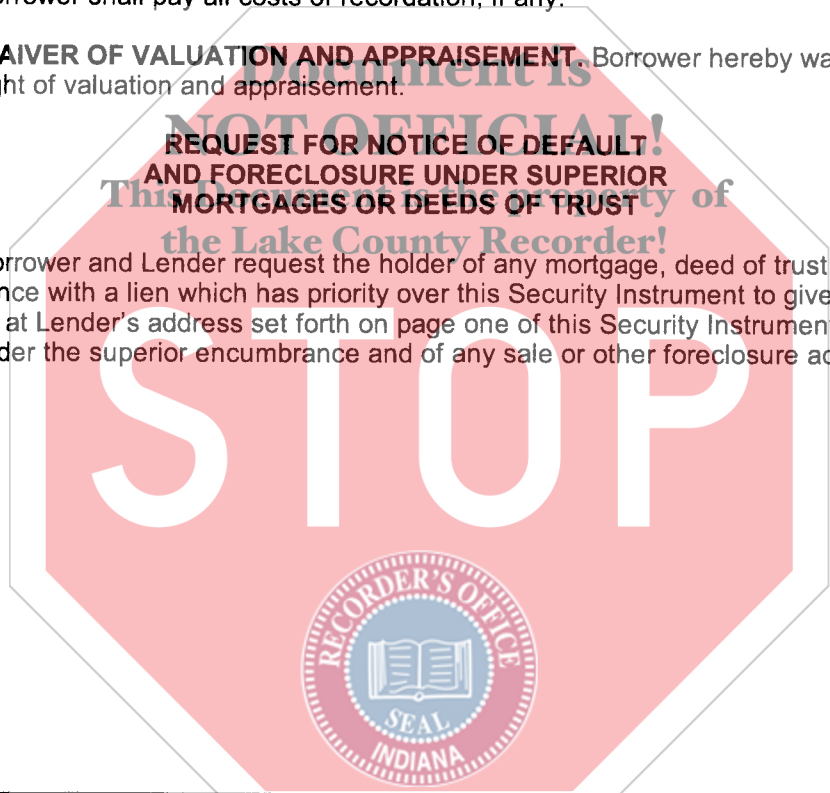 orrower shall pay all costs of recordation, if any.
AIVER OF VALUATION AND APPRAISEMENT. Borrower hereby wa
ght of valuation and appraisement.
Document is
NOT OFFICIAL!
REQUEST FOR NOTICE OF DEFAULT
AND FORECLOSURE UNDER SUPERIOR
This Document is the property of
MORTGAGES OR DEEDS OF TRUST
the Lake County Recorder!
orrower and Lender request the holder of any mortgage, deed of trust
nce with a lien which has priority over this Security Instrument to give
at Lender's address set forth on page one of this Security Instrument
der the superior encumbrance and of any sale or other foreclosure ac
STOP
RECORDER'S OFFICE
SEAL
INDIANA